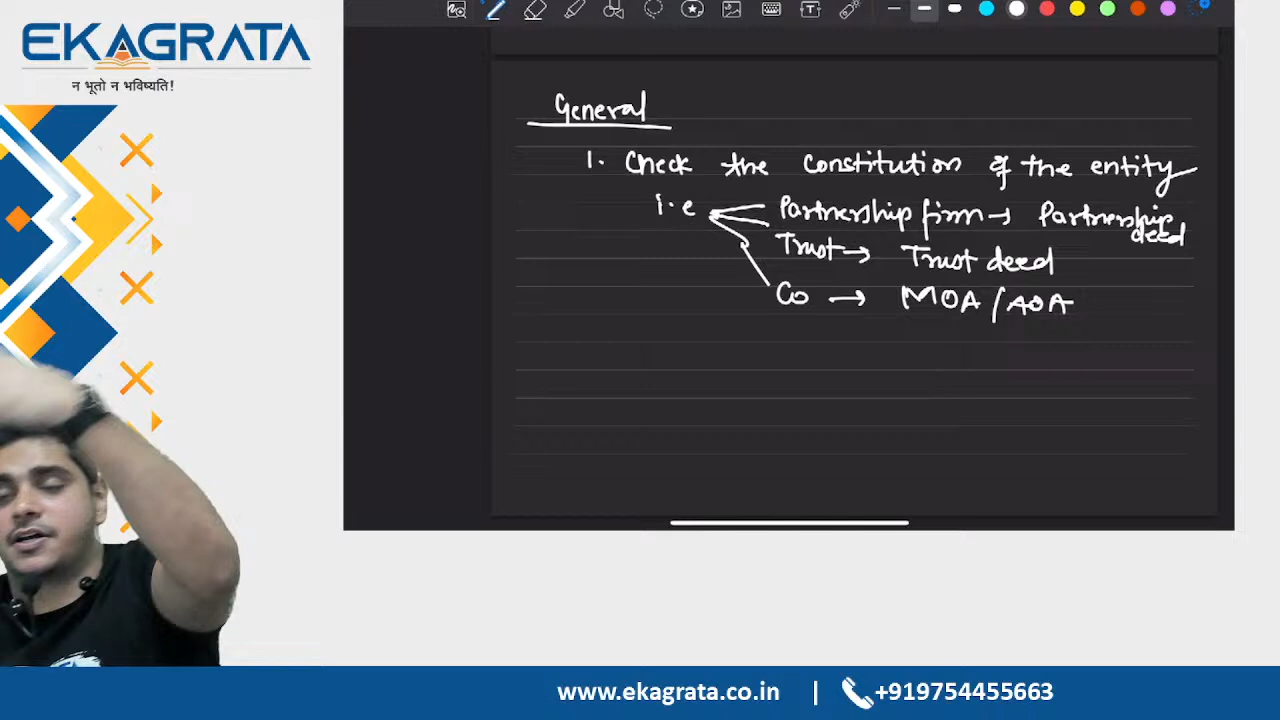 EKAGRATA
न भूतो न भविष्यति!
General
1. Check the Constitution of the entity
i.e Partnership firm → Partnership deed
Trust → Trust deed
Co → MOA/AOA
www.ekagrata.co.in | +919754455663